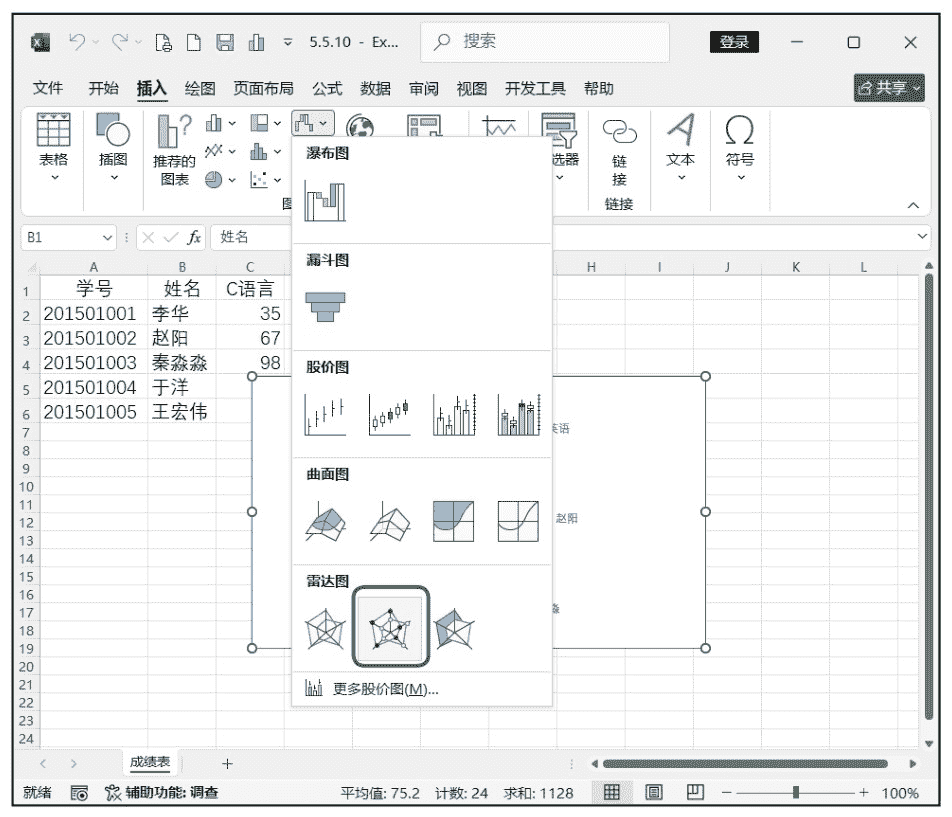 5.5.10 - Ex...
搜索
登录
文件 开始 插入 绘图 页面布局 公式 数据 审阅 视图 开发工具 帮助
共享
表格
插图
推荐的
图表
瀑布图
选器
链
接
链接
文本
符号
B1
fx
姓名
漏斗图
A B C H I J K L
1 学号 姓名 C语言
2 201501001 李华 35
3 201501002 赵阳 67
4 201501003 秦淼淼 98
5 201501004 于洋
6 201501005 王宏伟
股价图
英语
7
8
9
10
曲面图
11
12
赵阳
13
14
15
雷达图
16
17
淼
18
19
20
21
更多股价图(M)...
22
23
24
成绩表
就绪
辅助功能: 调查
平均值: 75.2 计数: 24 求和: 1128
100%